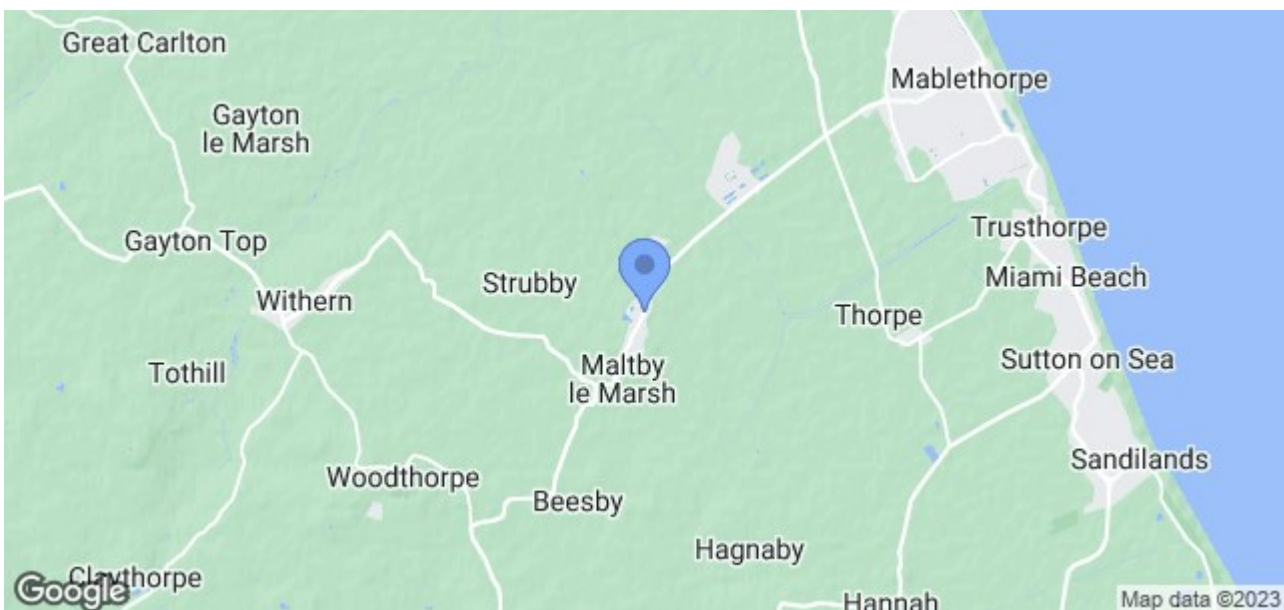 Great Carlton
Mablethorpe
Gayton
le Marsh
Trusthorpe
Gayton Top
Strubby
Miami Beach
Withern
Thorpe
Maltby
le Marsh
Sutton on Sea
Tothill
Woodthorpe
Sandilands
Beesby
Hagnaby
Claythorpe
Google
Hannah
Map data ©2023